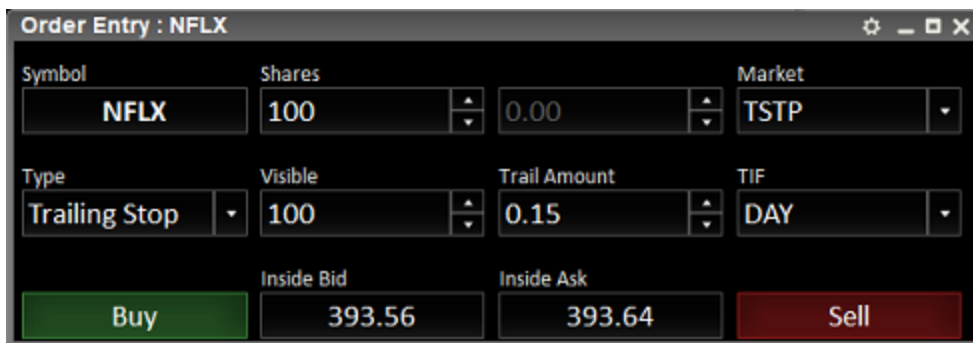 Order Entry : NFLX
Symbol Shares Market
NFLX 100 0.00 TSTP
Type Visible Trail Amount TIF
Trailing Stop 100 0.15 DAY
Inside Bid Inside Ask
Buy 393.56 393.64 Sell